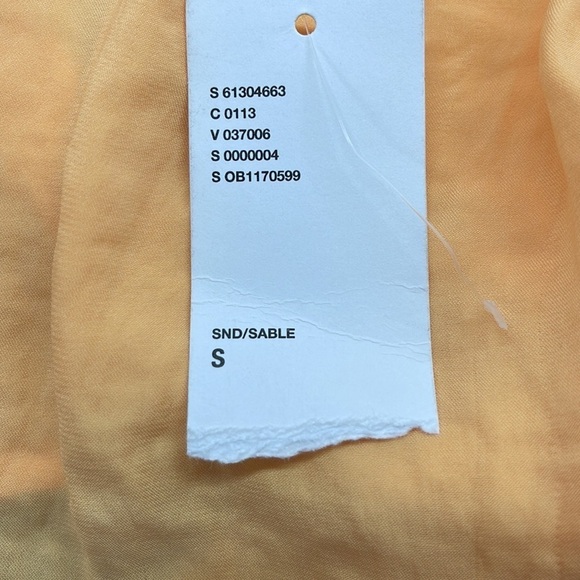 S 61304663
C 0113
V 037006
S 0000004
S OB1170599
SND/SABLE
S